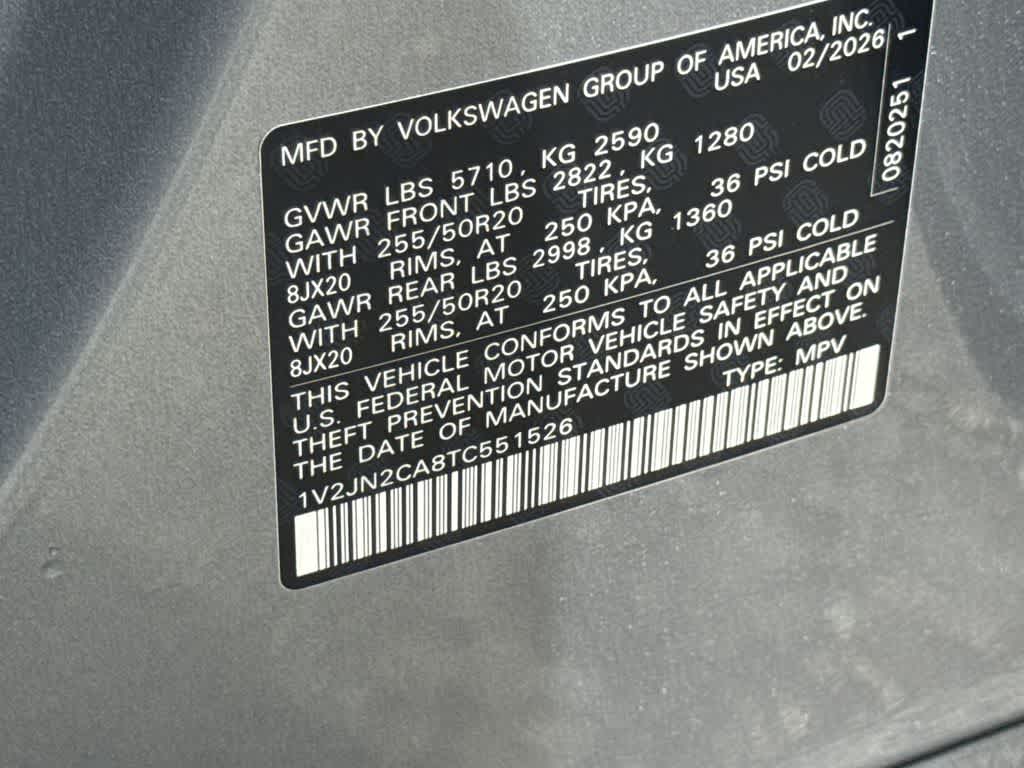 MFD BY VOLKSWAGEN GROUP OF AMERICA, INC.
USA 02/2026
GVWR LBS 5710, KG 2590
GAWR FRONT LBS 2822, KG 1280
WITH 255/50R20 TIRES,
8JX20 RIMS, AT 250 KPA, 36 PSI COLD
GAWR REAR LBS 2998, KG 1360
WITH 255/50R20 TIRES,
8JX20 RIMS, AT 250 KPA, 36 PSI COLD
THIS VEHICLE CONFORMS TO ALL APPLICABLE
U.S. FEDERAL MOTOR VEHICLE SAFETY AND
THEFT PREVENTION STANDARDS IN EFFECT ON
THE DATE OF MANUFACTURE SHOWN ABOVE.
1V2JN2CA8TC551526 TYPE: MPV
0820251 1